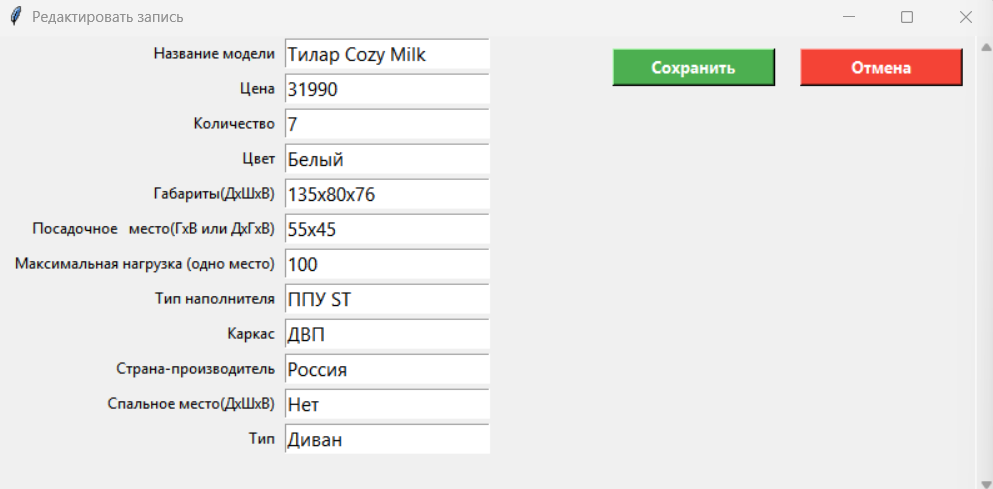 Редактировать запись
Название модели Тилар Cozy Milk
Сохранить Отмена
Цена 31990
Количество 7
Цвет Белый
Габариты(ДхШхВ) 135x80x76
Посадочное место(ГхВ или ДхГхВ) 55x45
Максимальная нагрузка (одно место) 100
Тип наполнителя ППУ ST
Каркас ДВП
Страна-производитель Россия
Спальное место(ДхШхВ) Нет
Тип Диван